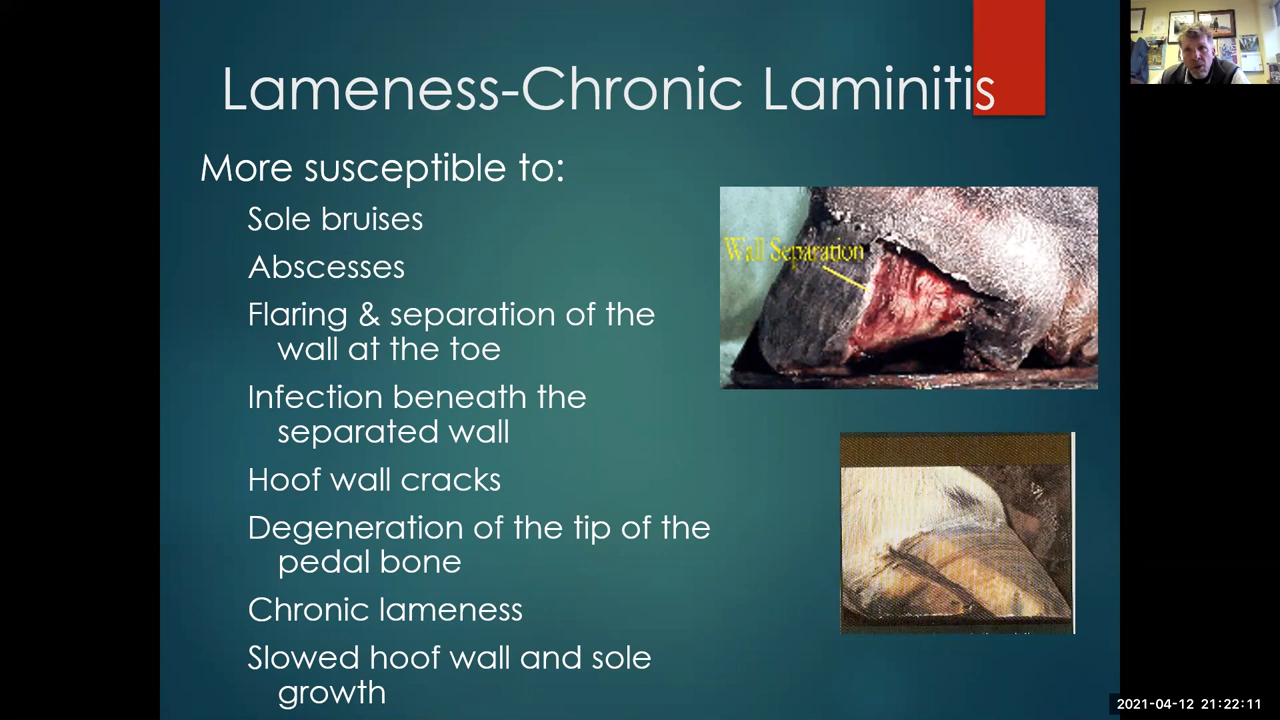 Lameness-Chronic Laminitis
More susceptible to:
Sole bruises
Abscesses
Flaring & separation of the
wall at the toe
Infection beneath the
separated wall
Hoof wall cracks
Degeneration of the tip of the
pedal bone
Chronic lameness
Slowed hoof wall and sole
growth
Wall Separation
2021-04-12 21:22:11